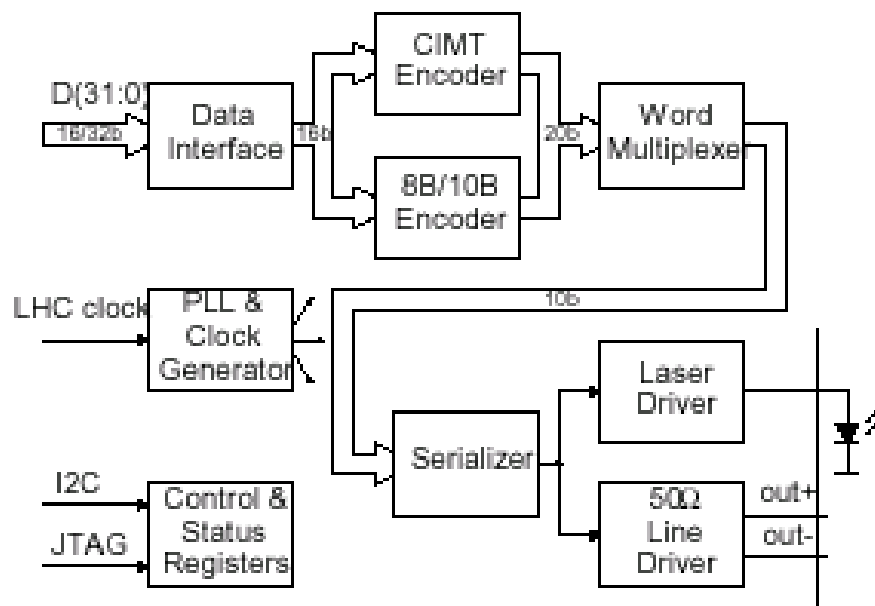 CIMT
Encoder
D(31:0)
16/32b
Data
Interface
16b
20b
Word
Multiplexer
8B/10B
Encoder
10b
LHC clock
PLL &
Clock
Generator
Laser
Driver
Serializer
I2C
JTAG
Control &
Status
Registers
50Ω
Line
Driver
out+
out-